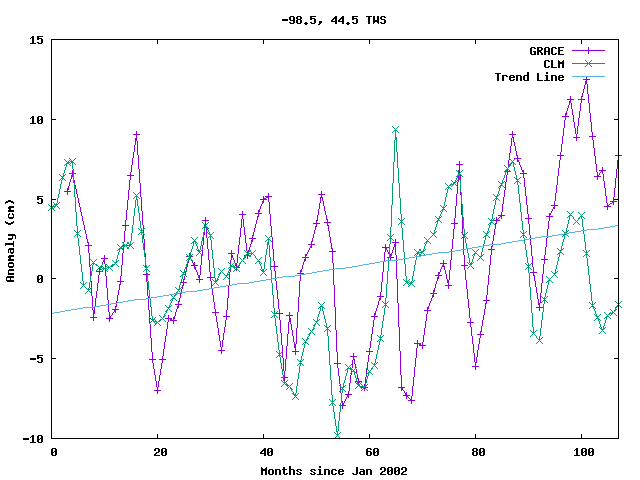 -98.5, 44.5 TWS
15
GRACE
CLM
Trend Line
10
5
Anomaly (cm)
0
-5
-10
0 20 40 60 80 100
Months since Jan 2002